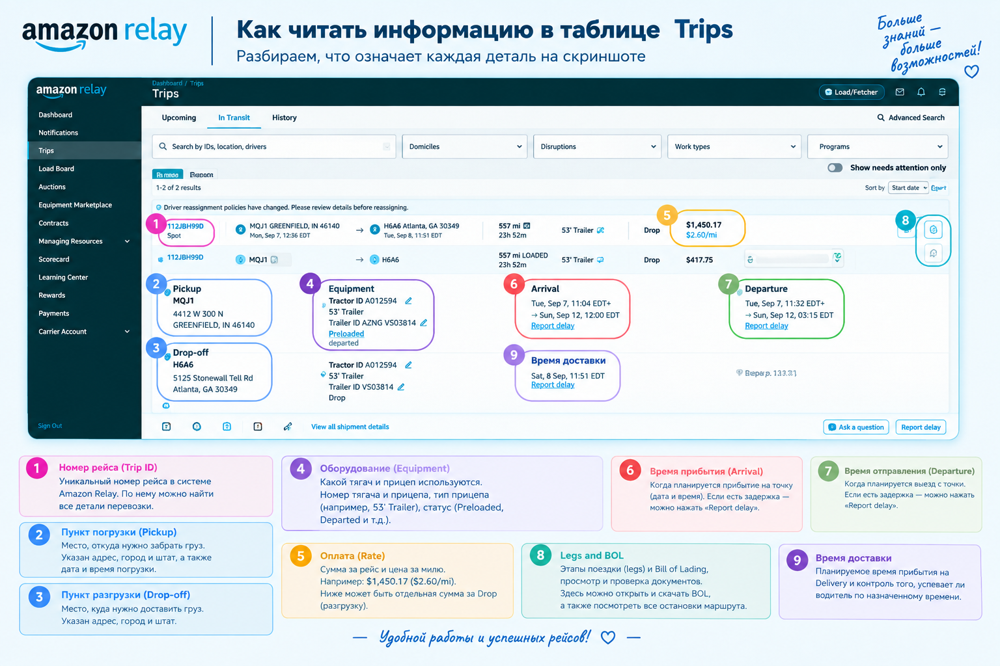 amazon relay
Как читать информацию в таблице Trips
Разбираем, что означает каждая деталь на скриншоте
Больше
знаний —
больше
возможностей!
amazon relay
Dashboard / Trips
Trips
Load/Fetcher
Dashboard
Notifications
Trips
Load Board
Auctions
Equipment Marketplace
Contracts
Managing Resources
Scorecard
Learning Center
Rewards
Payments
Carrier Account
Sign Out
Upcoming
In Transit
History
Advanced Search
Search by IDs, location, drivers
Domiciles
Disruptions
Work types
Programs
Show needs attention only
1-2 of 2 results
Sort by
Start date
Driver reassignment policies have changed. Please review details before reassigning.
1
112JBH99D
Spot
MQJ1 GREENFIELD, IN 46140
Mon, Sep 7, 12:36 EDT
H6A6 Atlanta, GA 30349
Tue, Sep 8, 11:51 EDT
557 mi
23h 52m
53' Trailer
Drop
5
$1,450.17
$2.60/mi
8
112JBH99D
MQJ1
H6A6
557 mi LOADED
23h 52m
53' Trailer
Drop
$417.75
2
Pickup
MQJ1
4412 W 300 N
GREENFIELD, IN 46140
4
Equipment
Tractor ID A012594
53' Trailer
Trailer ID AZNG VS03814
Preloaded
departed
6
Arrival
Tue, Sep 7, 11:04 EDT+
→ Sun, Sep 12, 12:00 EDT
Report delay
7
Departure
Tue, Sep 7, 11:32 EDT+
→ Sun, Sep 12, 03:15 EDT
Report delay
3
Drop-off
H6A6
5125 Stonewall Tell Rd
Atlanta, GA 30349
Tractor ID A012594
53' Trailer
Trailer ID VS03814
Drop
9
Время доставки
Sat, 8 Sep, 11:51 EDT
Report delay
View all shipment details
Ask a question
Report delay
1
Номер рейса (Trip ID)
Уникальный номер рейса в системе
Amazon Relay. По нему можно найти
все детали перевозки.
2
Пункт погрузки (Pickup)
Место, откуда нужно забрать груз.
Указан адрес, город и штат, а также
дата и время погрузки.
3
Пункт разгрузки (Drop-off)
Место, куда нужно доставить груз.
Указан адрес, город и штат.
4
Оборудование (Equipment)
Какой тягач и прицеп используются.
Номер тягача и прицепа, тип прицепа
(например, 53' Trailer), статус (Preloaded,
Departed и т.д.).
5
Оплата (Rate)
Сумма за рейс и цена за милю.
Например: $1,450.17 ($2.60/mi).
Ниже может быть отдельная сумма за Drop
(разгрузку).
6
Время прибытия (Arrival)
Когда планируется прибытие на точку
(дата и время). Если есть задержка —
можно нажать «Report delay».
7
Время отправления (Departure)
Когда планируется выезд с точки.
Если есть задержка — можно нажать
«Report delay».
8
Legs and BOL
Этапы поездки (legs) и Bill of Lading,
просмотр и проверка документов.
Здесь можно открыть и скачать BOL,
а также посмотреть все остановки маршрута.
9
Время доставки
Планируемое время прибытия на
Delivery и контроль того, успевает ли
водитель по назначенному времени.
— Удобной работы и успешных рейсов! ♡ —